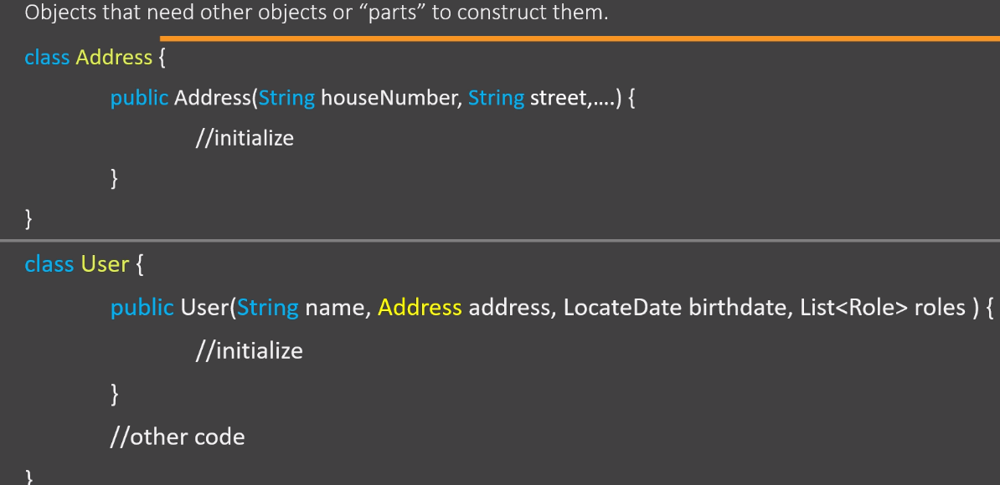 Objects that need other objects or “parts” to construct them.
class Address {
public Address(String houseNumber, String street,....) {
//initialize
}
}
class User {
public User(String name, Address address, LocateDate birthdate, List<Role> roles ) {
//initialize
}
//other code
}